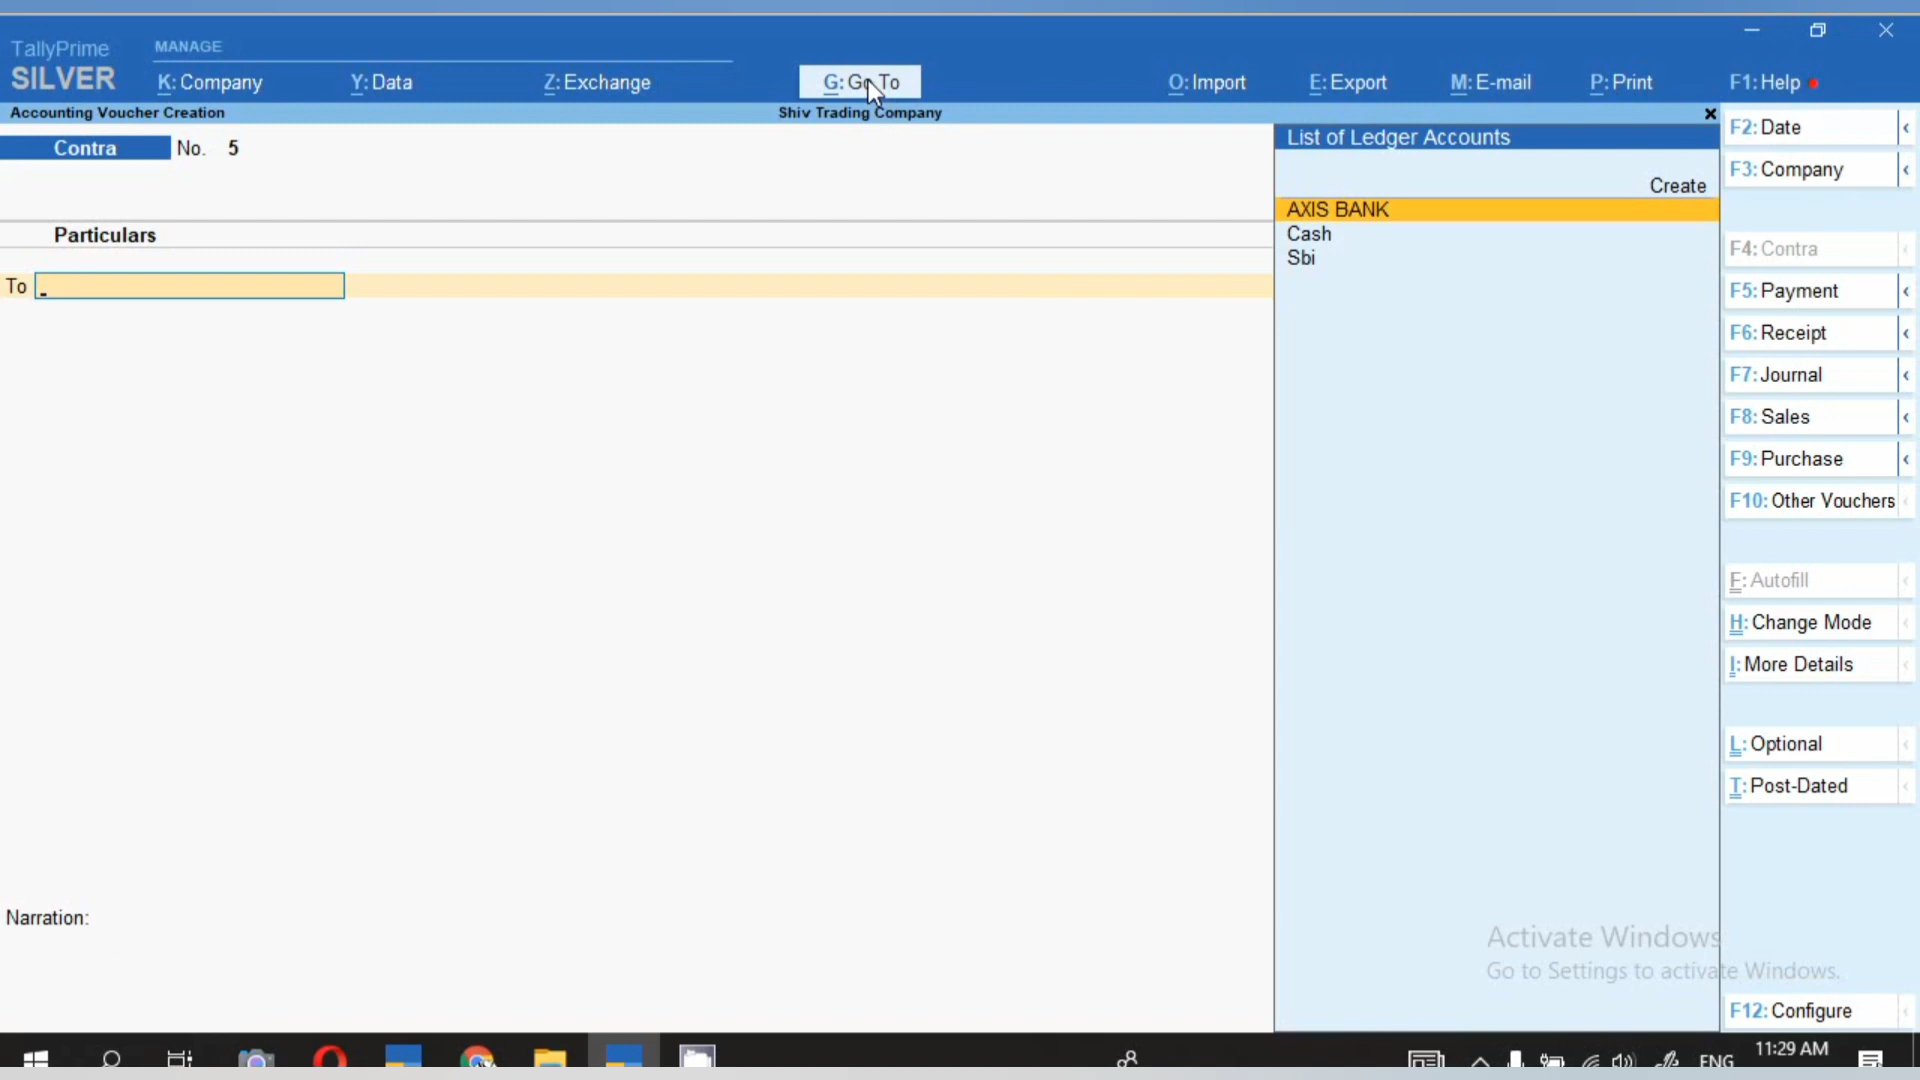 TallyPrime
SILVER
MANAGE
K: Company
Y: Data
Z: Exchange
G: Go To
O: Import
E: Export
M: E-mail
P: Print
F1: Help
Accounting Voucher Creation
Shiv Trading Company
Contra No. 5
Particulars
To
Narration:
List of Ledger Accounts
Create
AXIS BANK
Cash
Sbi
F2: Date
F3: Company
F4: Contra
F5: Payment
F6: Receipt
F7: Journal
F8: Sales
F9: Purchase
F10: Other Vouchers
F: Autofill
H: Change Mode
I: More Details
L: Optional
T: Post-Dated
Activate Windows
Go to Settings to activate Windows.
F12: Configure
ENG
11:29 AM